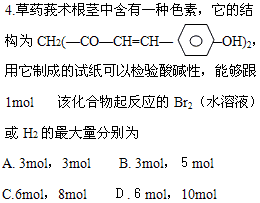 4.草药莪术根茎中含有一种色素，它的结
构为 CH2(—CO—CH=CH—⌬—OH)2，
用它制成的试纸可以检验酸碱性，能够跟
1mol 该化合物起反应的 Br2（水溶液）
或 H2 的最大量分别为
A. 3mol，3mol B. 3mol，5 mol
C.6mol，8mol D．6 mol，10mol